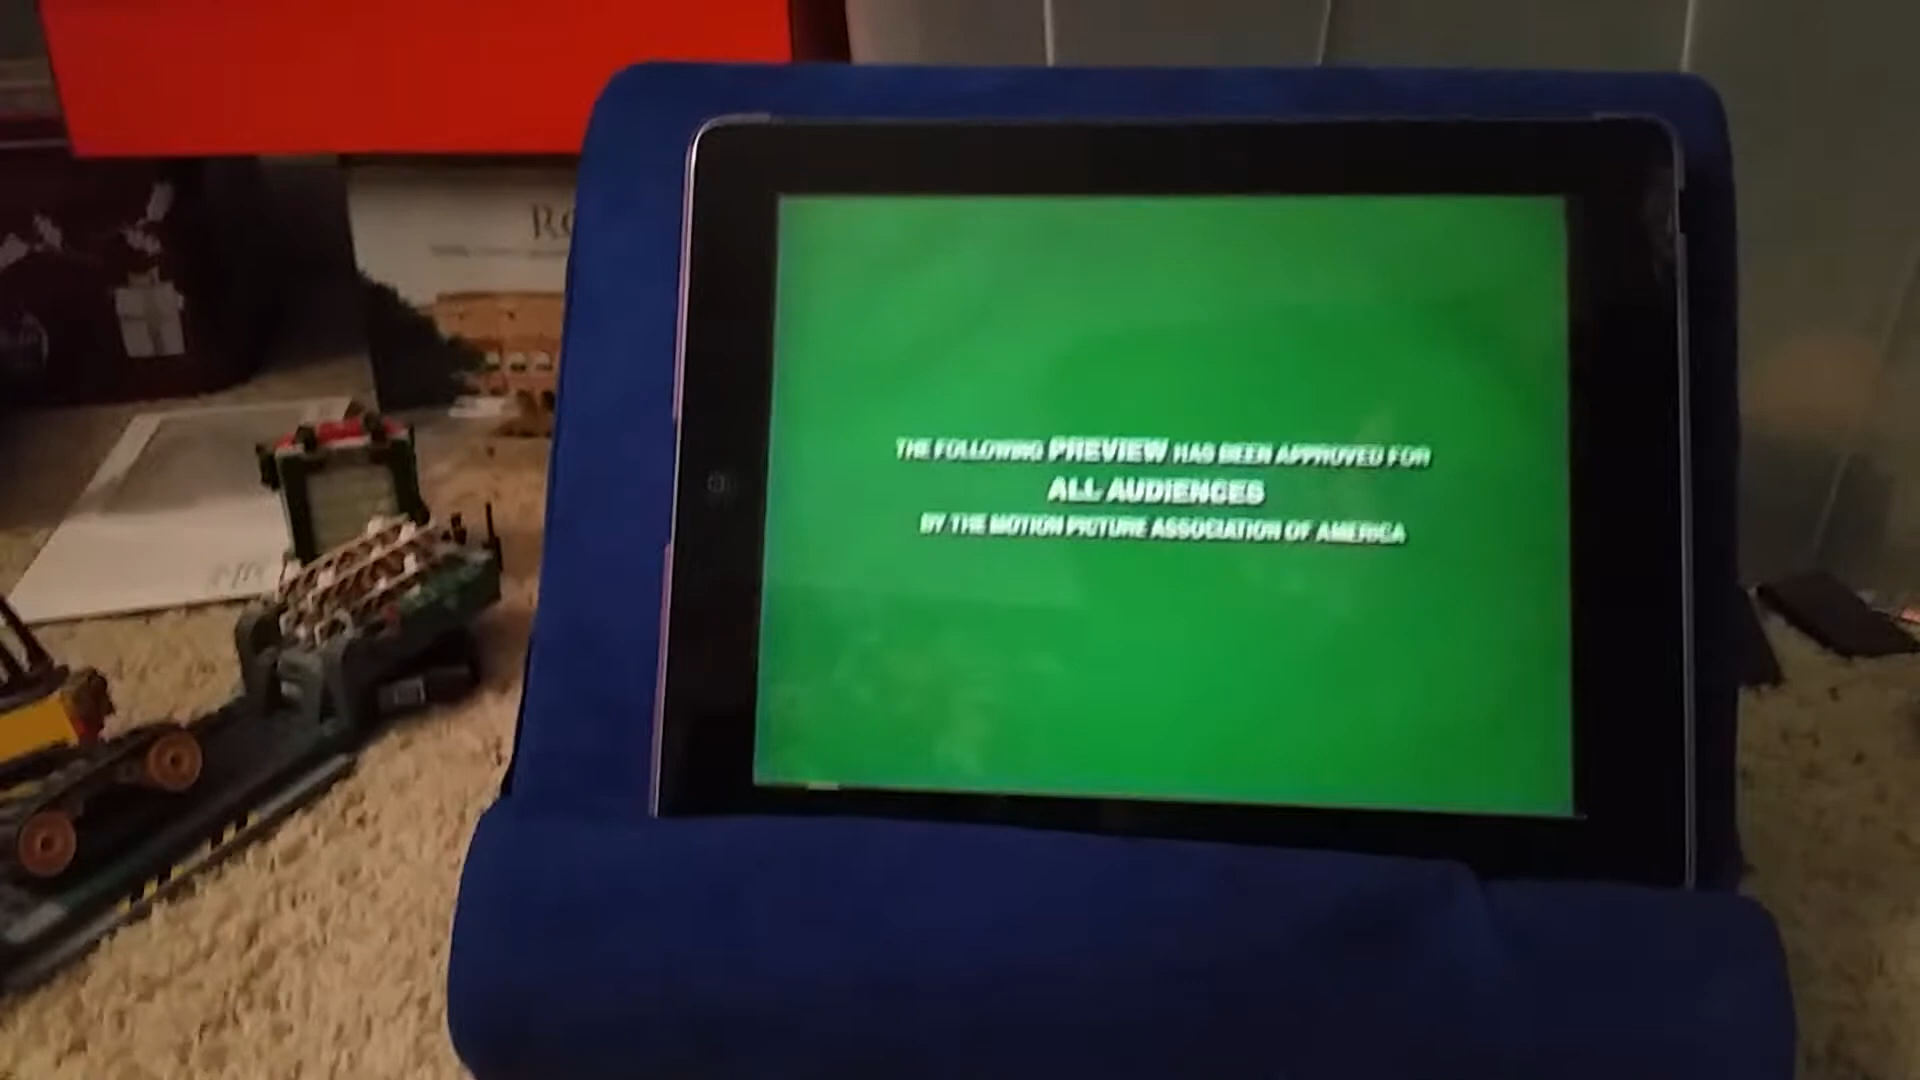 THE FOLLOWING PREVIEW HAS BEEN APPROVED FOR
ALL AUDIENCES
BY THE MOTION PICTURE ASSOCIATION OF AMERICA